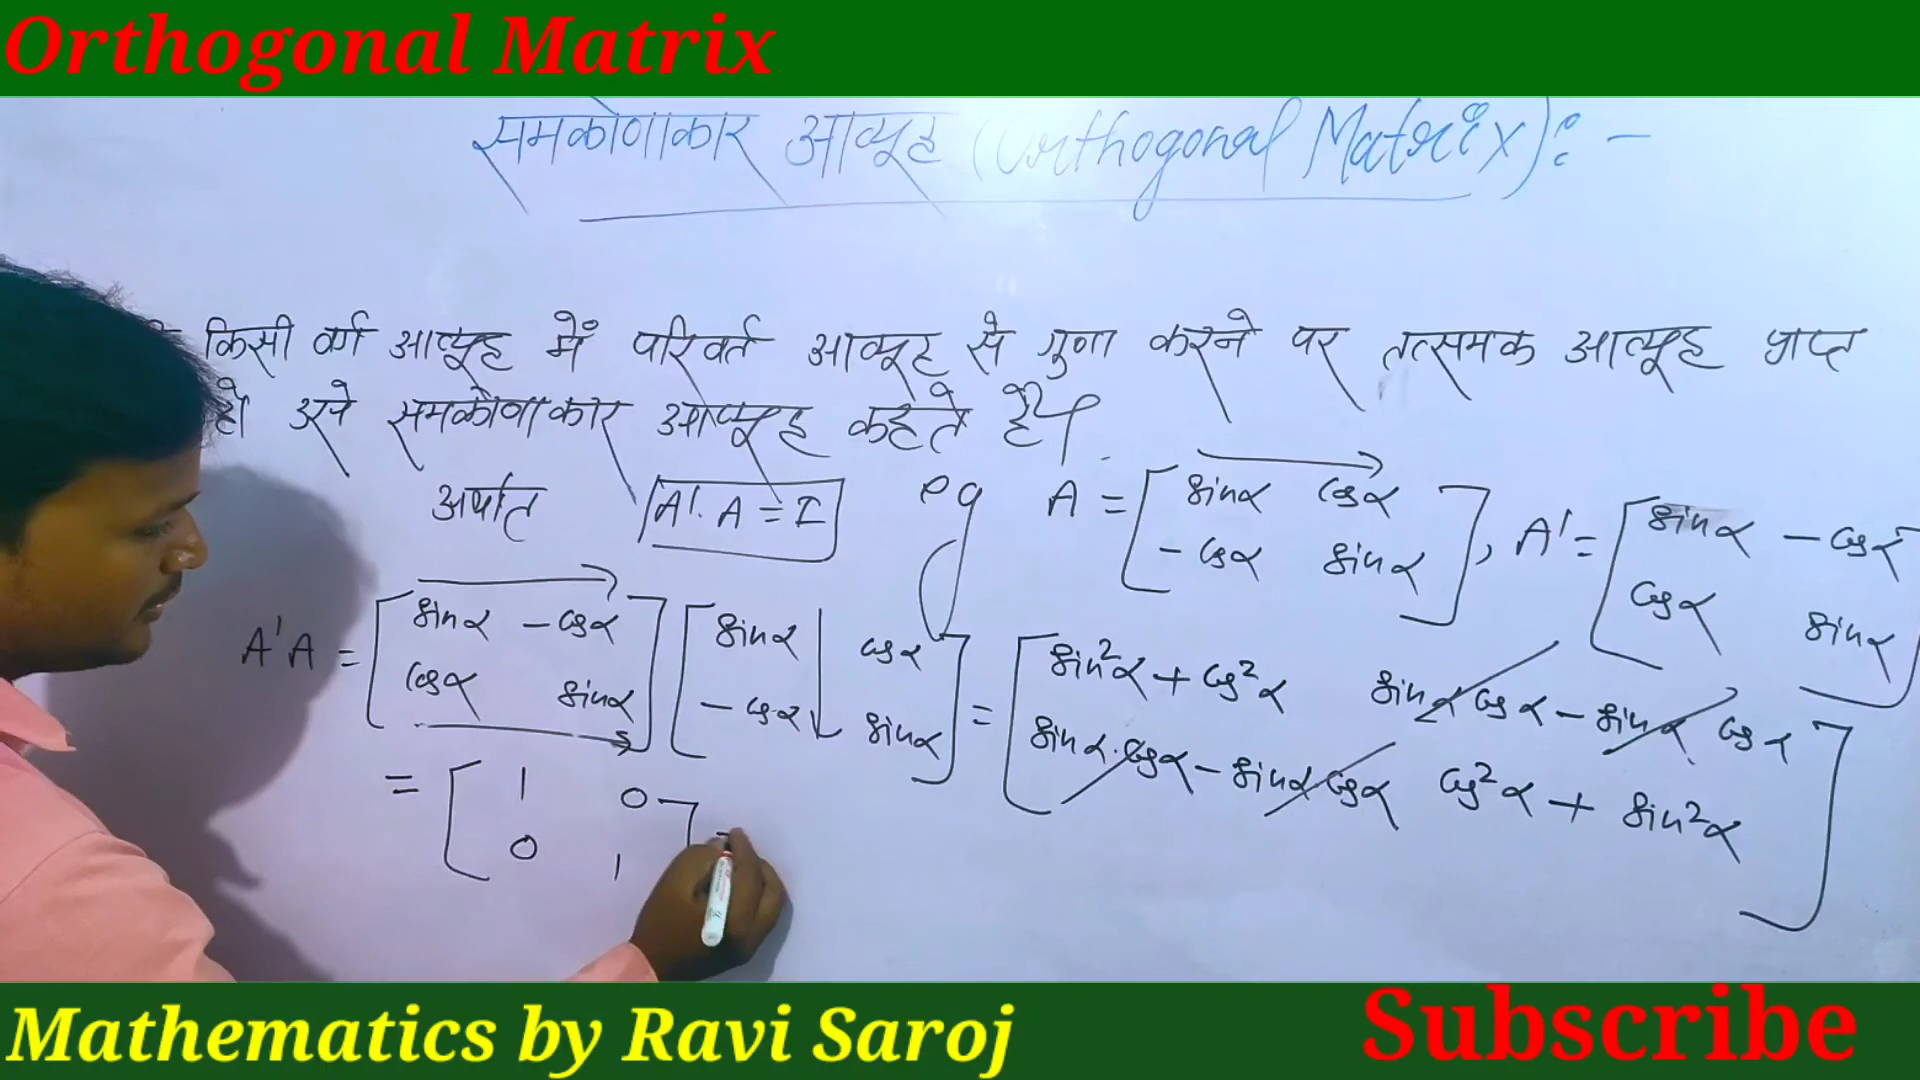 Orthogonal Matrix
समकोणाकार आव्यूह (Orthogonal Matrix): -
किसी वर्ग आव्यूह में परिवर्त आव्यूह से गुणा करने पर तत्समक आव्यूह प्राप्त
हो उसे समकोणाकार आव्यूह कहते हैं।
अर्थात A'. A = I eg A = [ sinα cosα ; - cosα sinα ], A' = [ sinα - cosα ; cosα sinα ]
A'A = [ sinα - cosα ; cosα sinα ] [ sinα cosα ; - cosα sinα ] = [ sin²α + cos²α sinα cosα - sinα cosα ; sinα. cosα - sinα cosα cos²α + sin²α ]
= [ 1 0 ; 0 1 ]
Mathematics by Ravi Saroj
Subscribe